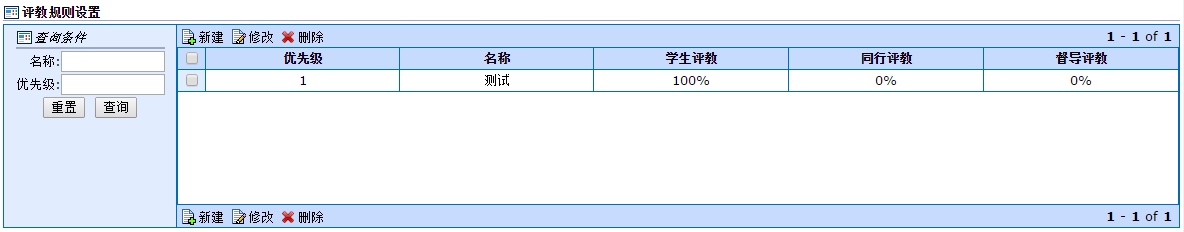 评教规则设置
查询条件
名称:
优先级:
重置 查询
新建 修改 删除 1 - 1 of 1
优先级 名称 学生评教 同行评教 督导评教
1 测试 100% 0% 0%
新建 修改 删除 1 - 1 of 1